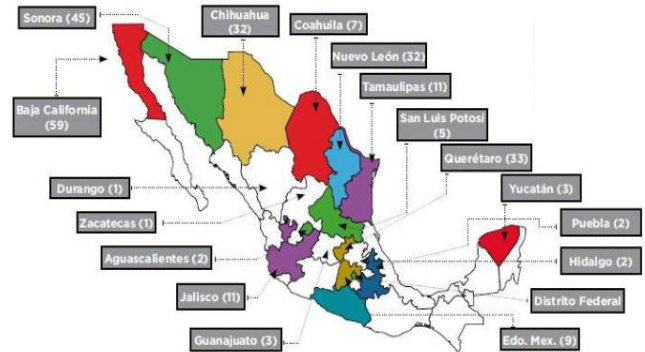 Sonora (45)
Chihuahua
(32)
Coahuila (7)
Nuevo León (32)
Tamaulipas (11)
San Luis Potosí
(5)
Querétaro (33)
Yucatán (3)
Puebla (2)
Hidalgo (2)
Distrito Federal
Edo. Mex. (9)
Baja California
(59)
Durango (1)
Zacatecas (1)
Aguascalientes (2)
Jalisco (11)
Guanajuato (3)